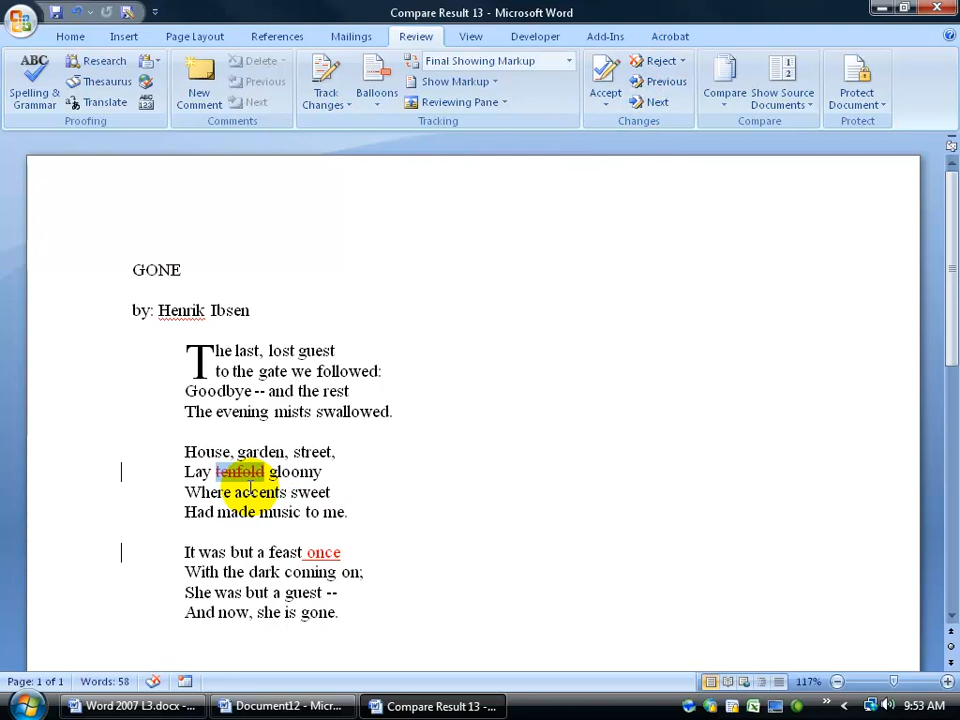 Compare Result 13 - Microsoft Word
Home Insert Page Layout References Mailings Review View Developer Add-Ins Acrobat
ABC Research Delete Final Showing Markup Reject
Thesaurus Previous Show Markup Previous
Spelling & Grammar Translate New Comment Next Track Changes Balloons Reviewing Pane Accept Next Compare Show Source Documents Protect Document
Proofing Comments Tracking Changes Compare Protect
GONE
by: Henrik Ibsen
The last, lost guest
to the gate we followed:
Goodbye -- and the rest
The evening mists swallowed.
House, garden, street,
Lay tenfold gloomy
Where accents sweet
Had made music to me.
It was but a feast once
With the dark coming on;
She was but a guest --
And now, she is gone.
Page: 1 of 1 Words: 58 117%
Word 2007 L3.docx -... Document12 - Micr... Compare Result 13 -... 9:53 AM